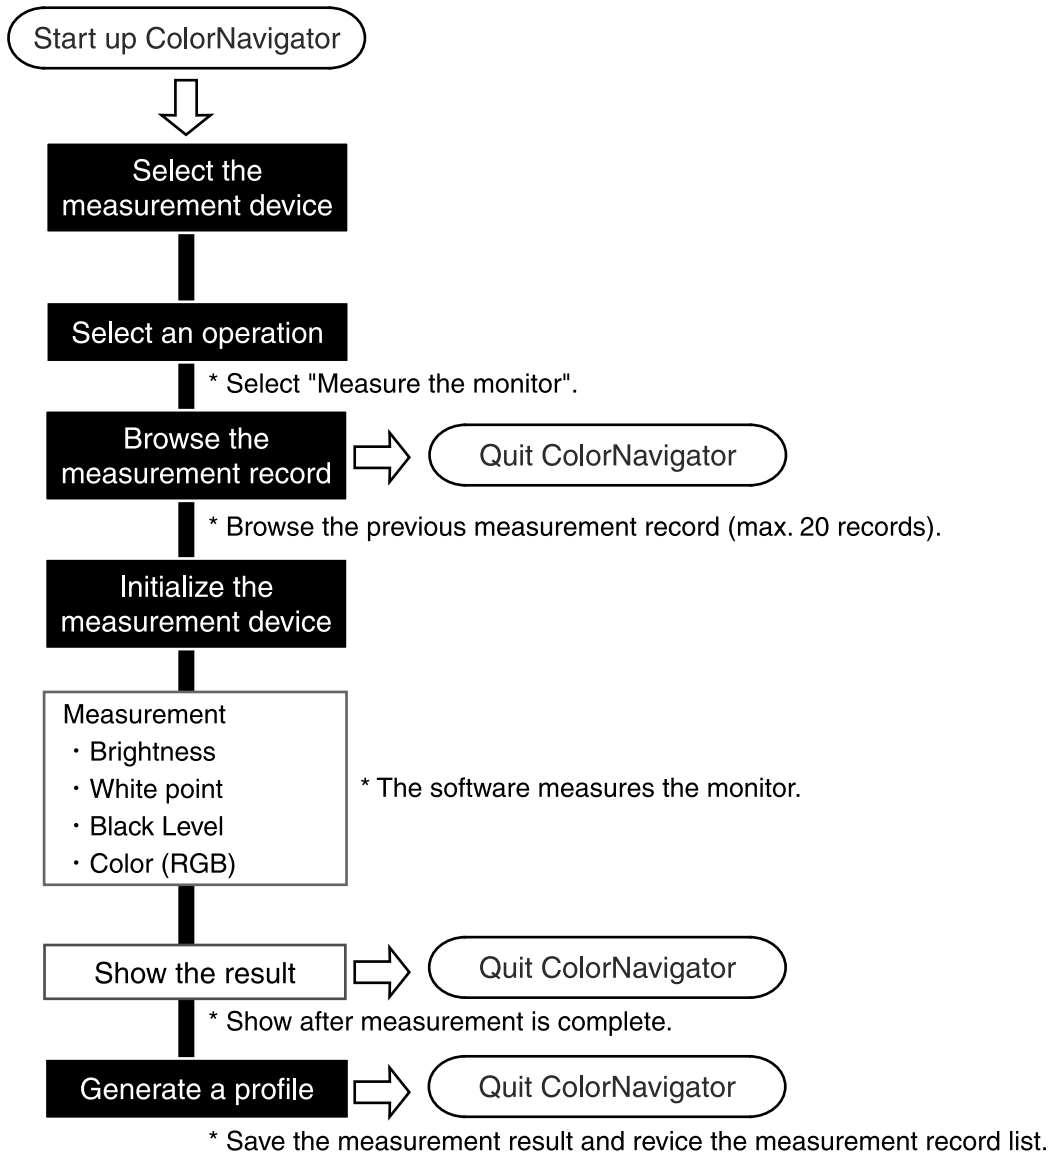 Start up ColorNavigator
Select the
measurement device
Select an operation
* Select "Measure the monitor".
Browse the
measurement record
Quit ColorNavigator
* Browse the previous measurement record (max. 20 records).
Initialize the
measurement device
Measurement
・Brightness
・White point
・Black Level
・Color (RGB)
* The software measures the monitor.
Show the result
Quit ColorNavigator
* Show after measurement is complete.
Generate a profile
Quit ColorNavigator
* Save the measurement result and revice the measurement record list.